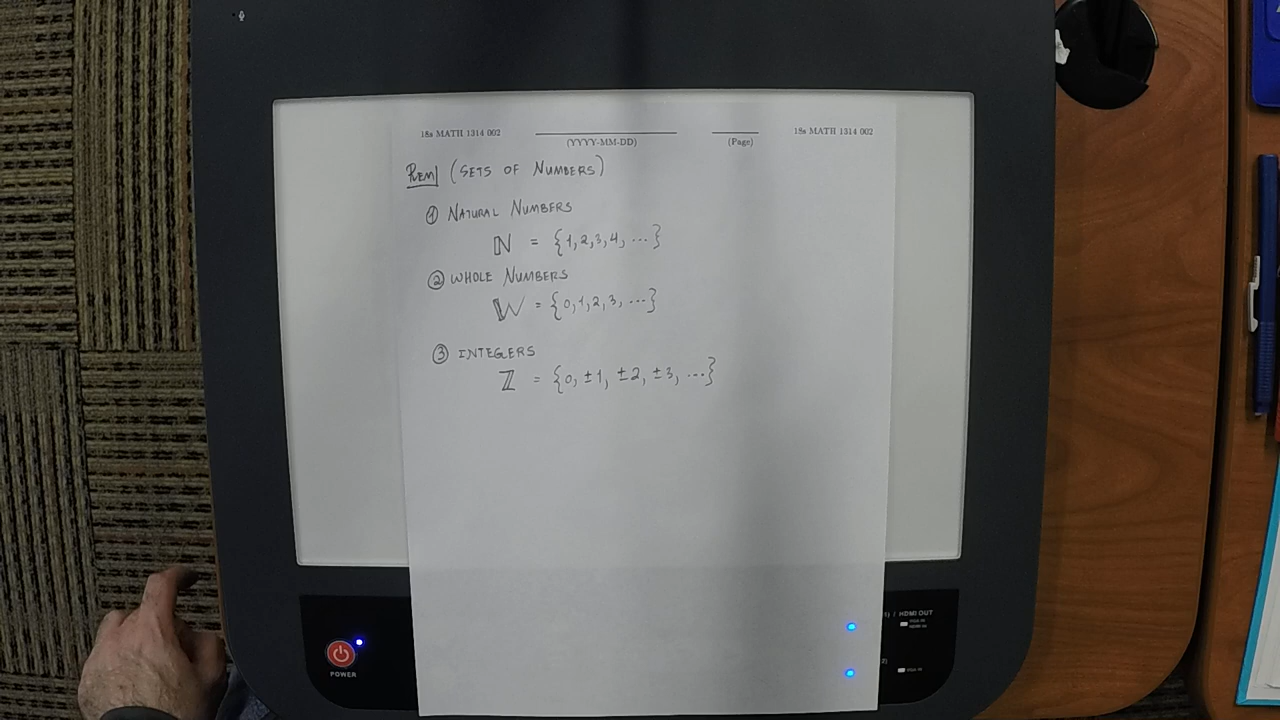 18s MATH 1314 002 (YYYY-MM-DD) (Page) 18s MATH 1314 002
REM (SETS OF NUMBERS)
① NATURAL NUMBERS
ℕ = {1,2,3,4, ...}
② WHOLE NUMBERS
𝕎 = {0,1,2,3, ...}
③ INTEGERS
ℤ = {0, ±1, ±2, ±3, ...}
/ HDMI OUT
POWER